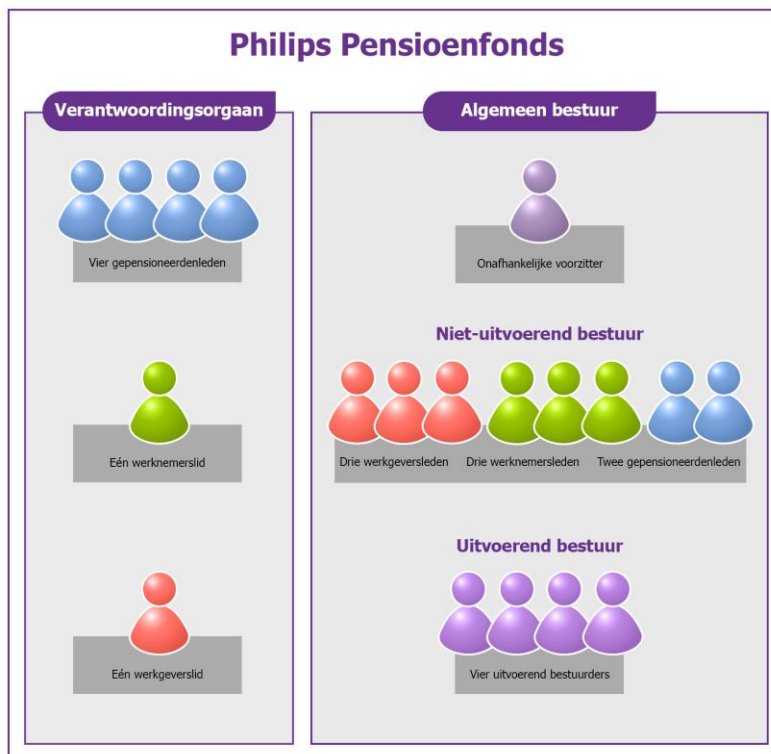 Philips Pensioenfonds
Verantwoordingsorgaan
Vier gepensioneerdenleden
Eén werknemerslid
Eén werkgeverslid
Algemeen bestuur
Onafhankelijke voorzitter
Niet-uitvoerend bestuur
Drie werkgeversleden
Drie werknemersleden
Twee gepensioneerdenleden
Uitvoerend bestuur
Vier uitvoerend bestuurders